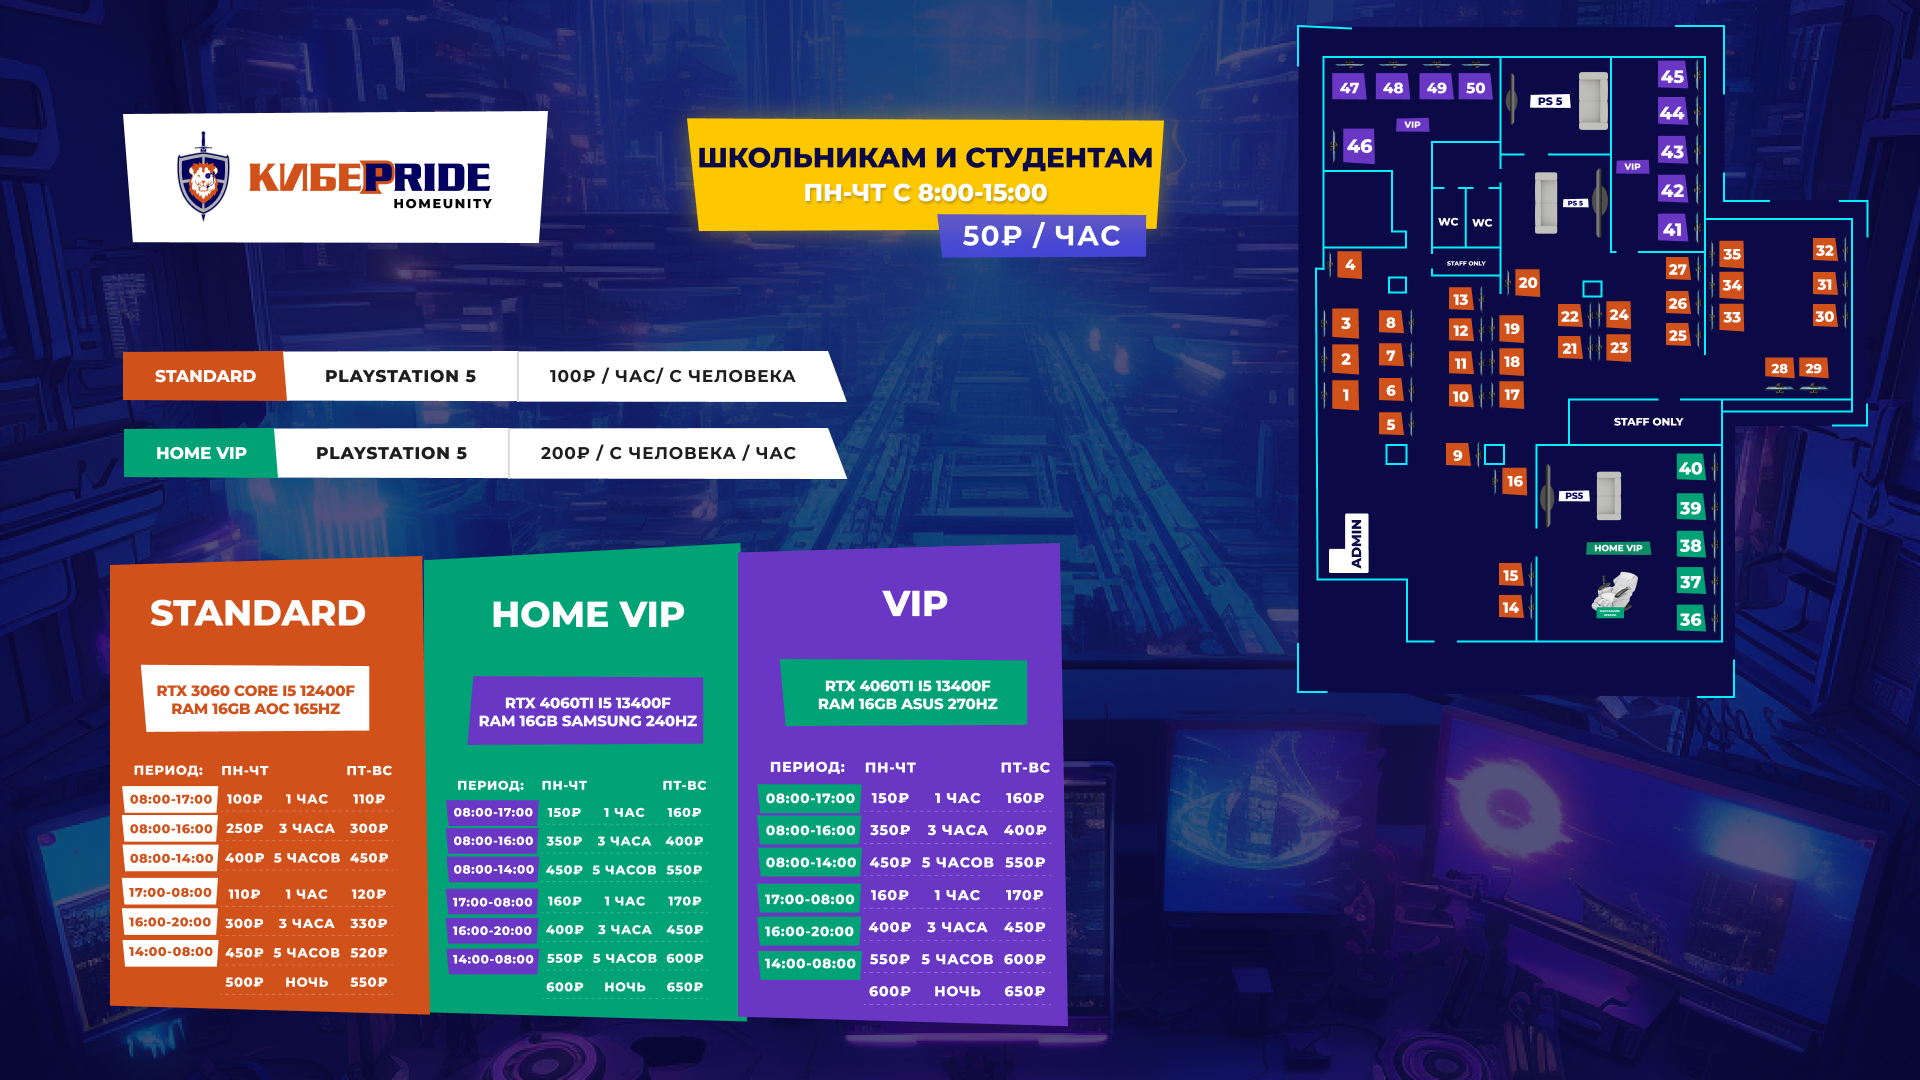 КИБЕРRIDE
HOMEUNITY
ШКОЛЬНИКАМ И СТУДЕНТАМ
ПН-ЧТ С 8:00-15:00
50₽ / ЧАС
STANDARD PLAYSTATION 5 100₽ / ЧАС/ С ЧЕЛОВЕКА
HOME VIP PLAYSTATION 5 200₽ / С ЧЕЛОВЕКА / ЧАС
STANDARD
RTX 3060 CORE I5 12400F
RAM 16GB AOC 165HZ
ПЕРИОД: ПН-ЧТ ПТ-ВС
08:00-17:00 100₽ 1 ЧАС 110₽
08:00-16:00 250₽ 3 ЧАСА 300₽
08:00-14:00 400₽ 5 ЧАСОВ 450₽
17:00-08:00 110₽ 1 ЧАС 120₽
16:00-20:00 300₽ 3 ЧАСА 330₽
14:00-08:00 450₽ 5 ЧАСОВ 520₽
500₽ НОЧЬ 550₽
HOME VIP
RTX 4060TI I5 13400F
RAM 16GB SAMSUNG 240HZ
ПЕРИОД: ПН-ЧТ ПТ-ВС
08:00-17:00 150₽ 1 ЧАС 160₽
08:00-16:00 350₽ 3 ЧАСА 400₽
08:00-14:00 450₽ 5 ЧАСОВ 550₽
17:00-08:00 160₽ 1 ЧАС 170₽
16:00-20:00 400₽ 3 ЧАСА 450₽
14:00-08:00 550₽ 5 ЧАСОВ 600₽
600₽ НОЧЬ 650₽
VIP
RTX 4060TI I5 13400F
RAM 16GB ASUS 270HZ
ПЕРИОД: ПН-ЧТ ПТ-ВС
08:00-17:00 150₽ 1 ЧАС 160₽
08:00-16:00 350₽ 3 ЧАСА 400₽
08:00-14:00 450₽ 5 ЧАСОВ 550₽
17:00-08:00 160₽ 1 ЧАС 170₽
16:00-20:00 400₽ 3 ЧАСА 450₽
14:00-08:00 550₽ 5 ЧАСОВ 600₽
600₽ НОЧЬ 650₽
47 48 49 50
VIP
46
PS 5
PS 5
WC WC
STAFF ONLY
45
44
43
VIP
42
41
4
3
2
1
8
7
6
5
13
12
11
10
9
20
19
18
17
16
22 24
21 23
27
26
25
35
34
33
32
31
30
28 29
STAFF ONLY
PS5
HOME VIP
40
39
38
37
36
15
14
ADMIN